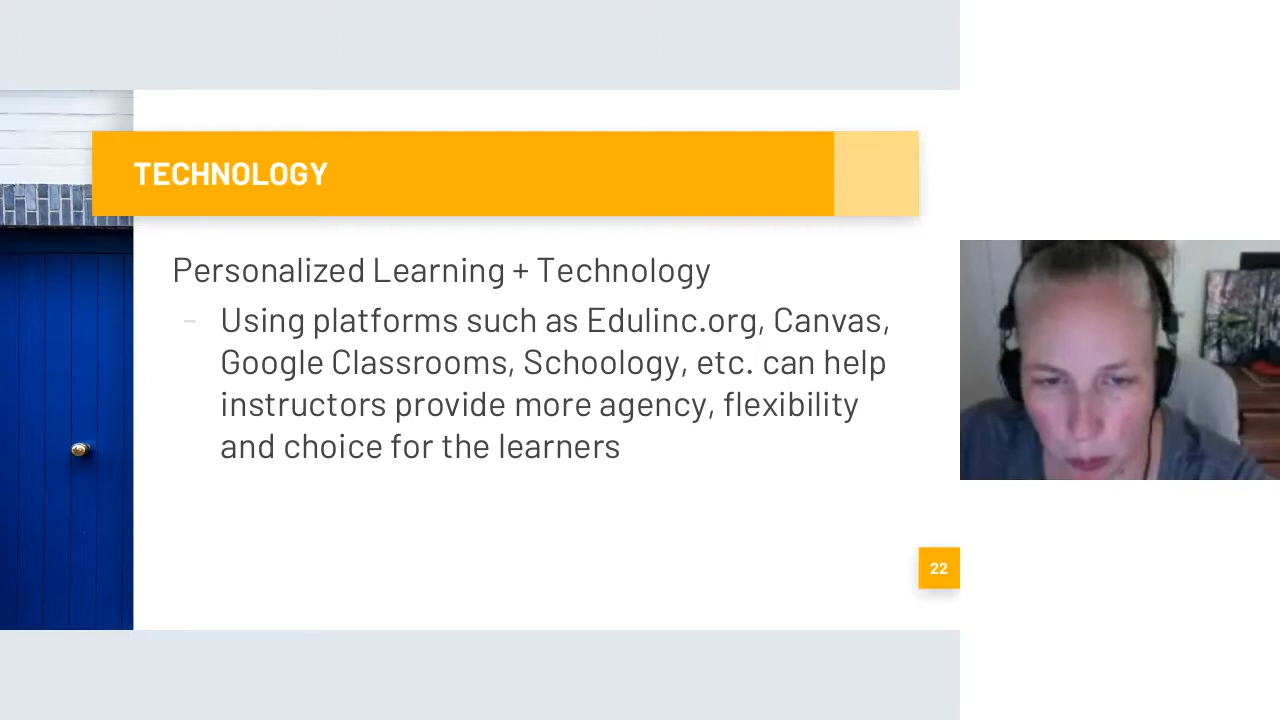 TECHNOLOGY
Personalized Learning + Technology
– Using platforms such as Edulinc.org, Canvas,
Google Classrooms, Schoology, etc. can help
instructors provide more agency, flexibility
and choice for the learners
22